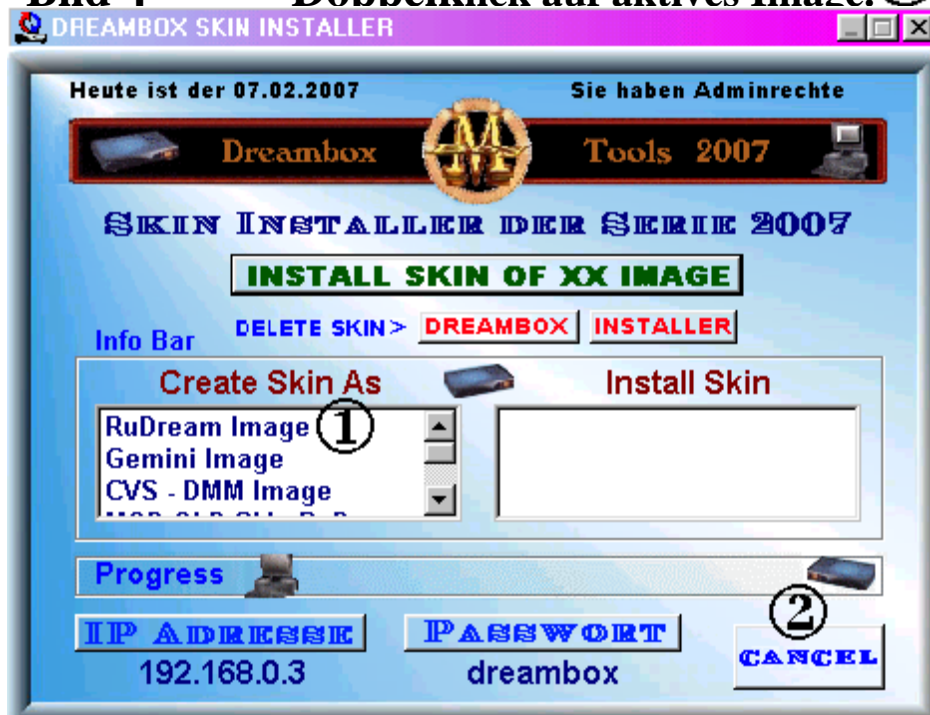 Bild 4 Doppelklick auf aktives Image. ①
DREAMBOX SKIN INSTALLER
Heute ist der 07.02.2007 Sie haben Adminrechte
Dreambox M Tools 2007
SKIN INSTALLER DER SERIE 2007
INSTALL SKIN OF XX IMAGE
Info Bar DELETE SKIN> DREAMBOX INSTALLER
Create Skin As Install Skin
RuDream Image ①
Gemini Image
CVS - DMM Image
Progress
②
IP ADRESSE PASSWORT
CANCEL
192.168.0.3 dreambox